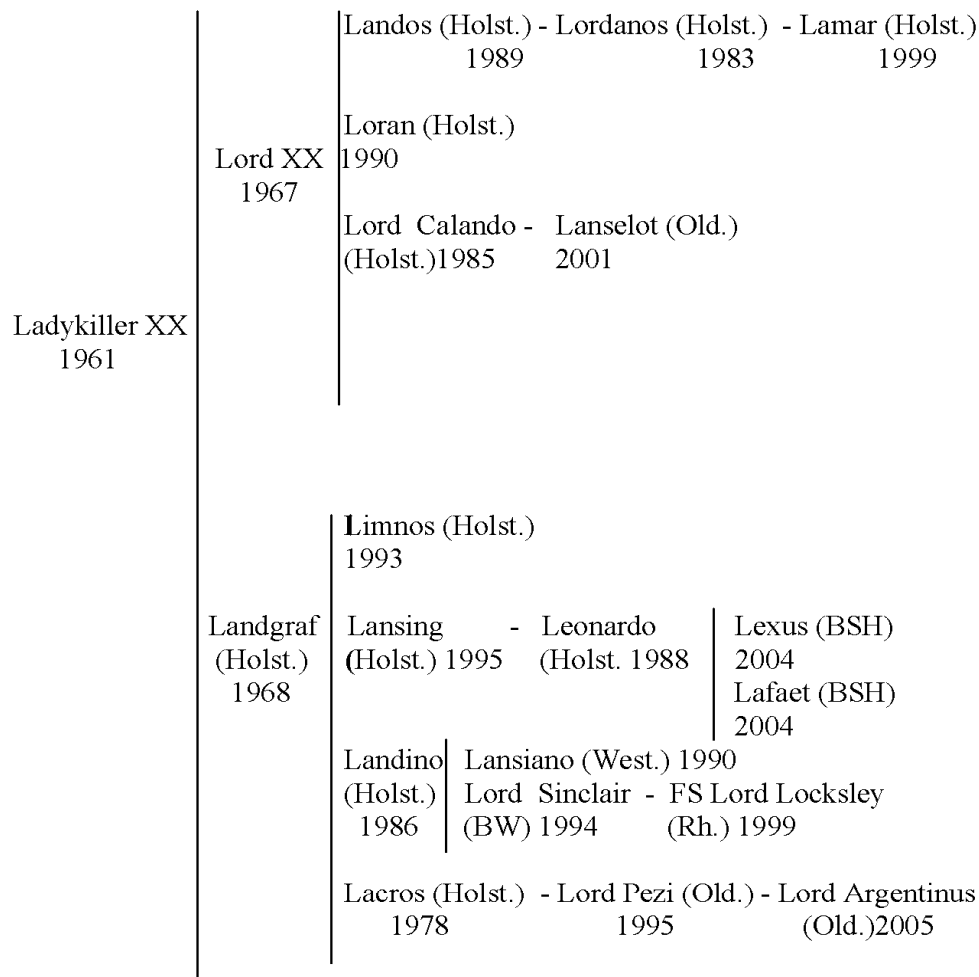 Landos (Holst.) - Lordanos (Holst.) - Lamar (Holst.)
1989 1983 1999
Loran (Holst.)
1990
Lord XX
1967
Lord Calando - Lanselot (Old.)
(Holst.)1985 2001
Ladykiller XX
1961
Limnos (Holst.)
1993
Landgraf
(Holst.)
1968
Lansing - Leonardo
(Holst.) 1995 (Holst. 1988
Lexus (BSH)
2004
Lafaet (BSH)
2004
Landino
(Holst.)
1986
Lansiano (West.) 1990
Lord Sinclair - FS Lord Locksley
(BW) 1994 (Rh.) 1999
Lacros (Holst.) - Lord Pezi (Old.) - Lord Argentinus
1978 1995 (Old.)2005